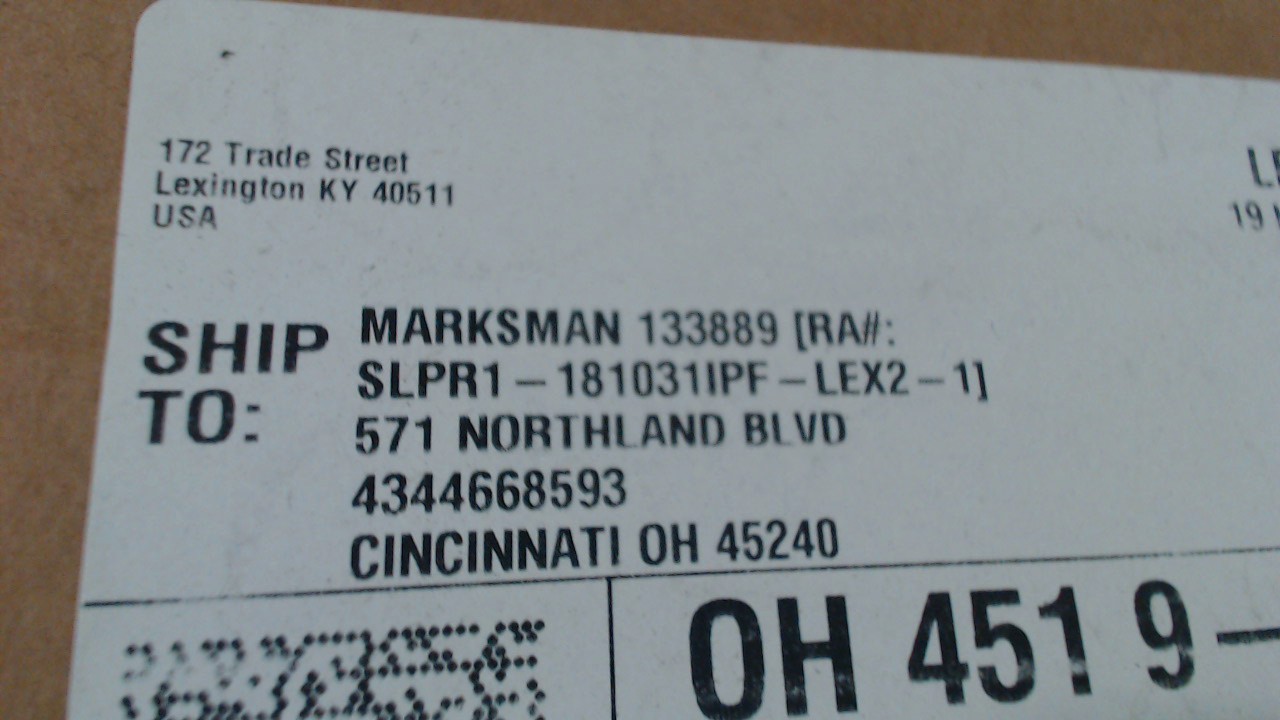 172 Trade Street
Lexington KY 40511
USA
19
SHIP TO:
MARKSMAN 133889 [RA#:
SLPR1-181031IPF-LEX2-1]
571 NORTHLAND BLVD
4344668593
CINCINNATI OH 45240
OH 451 9-